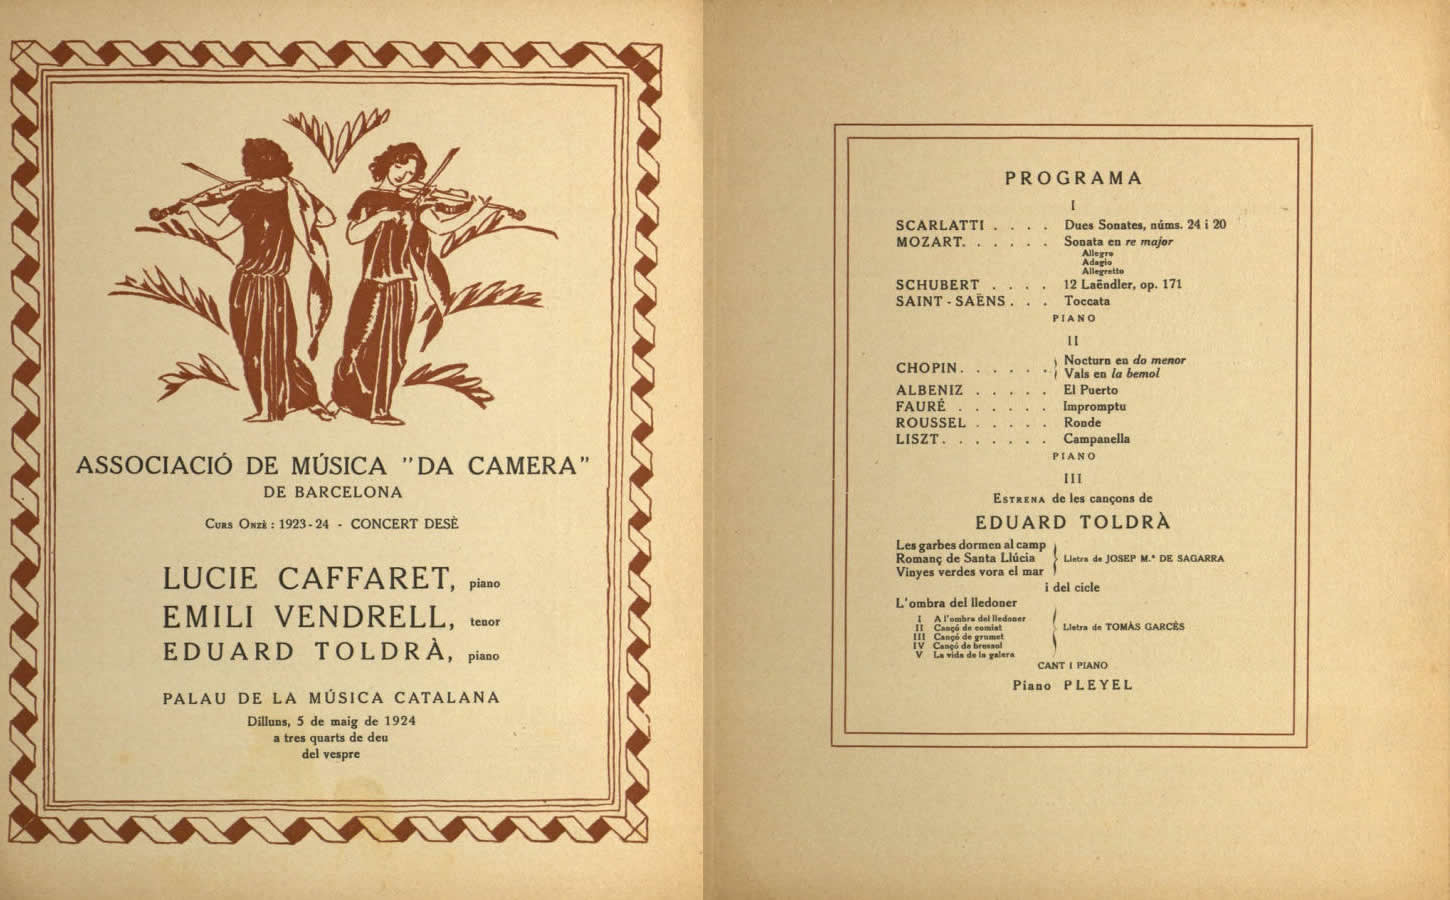 ASSOCIACIÓ DE MÚSICA "DA CAMERA"
DE BARCELONA
CURS ONZÈ : 1923-24 - CONCERT DESÈ
LUCIE CAFFARET, piano
EMILI VENDRELL, tenor
EDUARD TOLDRÀ, piano
PALAU DE LA MÚSICA CATALANA
Dilluns, 5 de maig de 1924
a tres quarts de deu
del vespre
PROGRAMA
I
SCARLATTI . . . . Dues Sonates, núms. 24 i 20
MOZART. . . . . . Sonata en re major
Allegro
Adagio
Allegretto
SCHUBERT . . . . 12 Laëndler, op. 171
SAINT-SAËNS . . . Toccata
PIANO
II
CHOPIN. . . . . . Nocturn en do menor
Vals en la bemol
ALBENIZ . . . . . El Puerto
FAURÉ . . . . . . Impromptu
ROUSSEL . . . . . Ronde
LISZT. . . . . . . Campanella
PIANO
III
ESTRENA de les cançons de
EDUARD TOLDRÀ
Les garbes dormen al camp
Romanç de Santa Llúcia
Vinyes verdes vora el mar
Lletra de JOSEP M.ª DE SAGARRA
i del cicle
L'ombra del lledoner
I A l'ombra del lledoner
II Cançó de comiat
III Cançó de grumet
IV Cançó de bressol
V La vida de la galera
Lletra de TOMÀS GARCÉS
CANT I PIANO
Piano PLEYEL